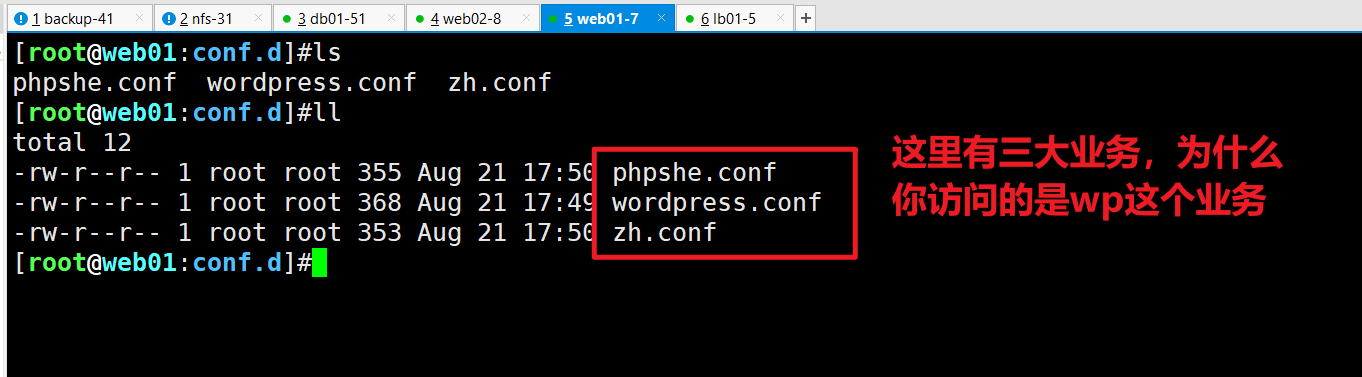 1 backup-41 2 nfs-31 3 db01-51 4 web02-8 5 web01-7 6 lb01-5
[root@web01:conf.d]#ls
phpshe.conf  wordpress.conf  zh.conf
[root@web01:conf.d]#ll
total 12
-rw-r--r-- 1 root root 355 Aug 21 17:50 phpshe.conf
-rw-r--r-- 1 root root 368 Aug 21 17:49 wordpress.conf
-rw-r--r-- 1 root root 353 Aug 21 17:50 zh.conf
[root@web01:conf.d]#
这里有三大业务，为什么
你访问的是wp这个业务